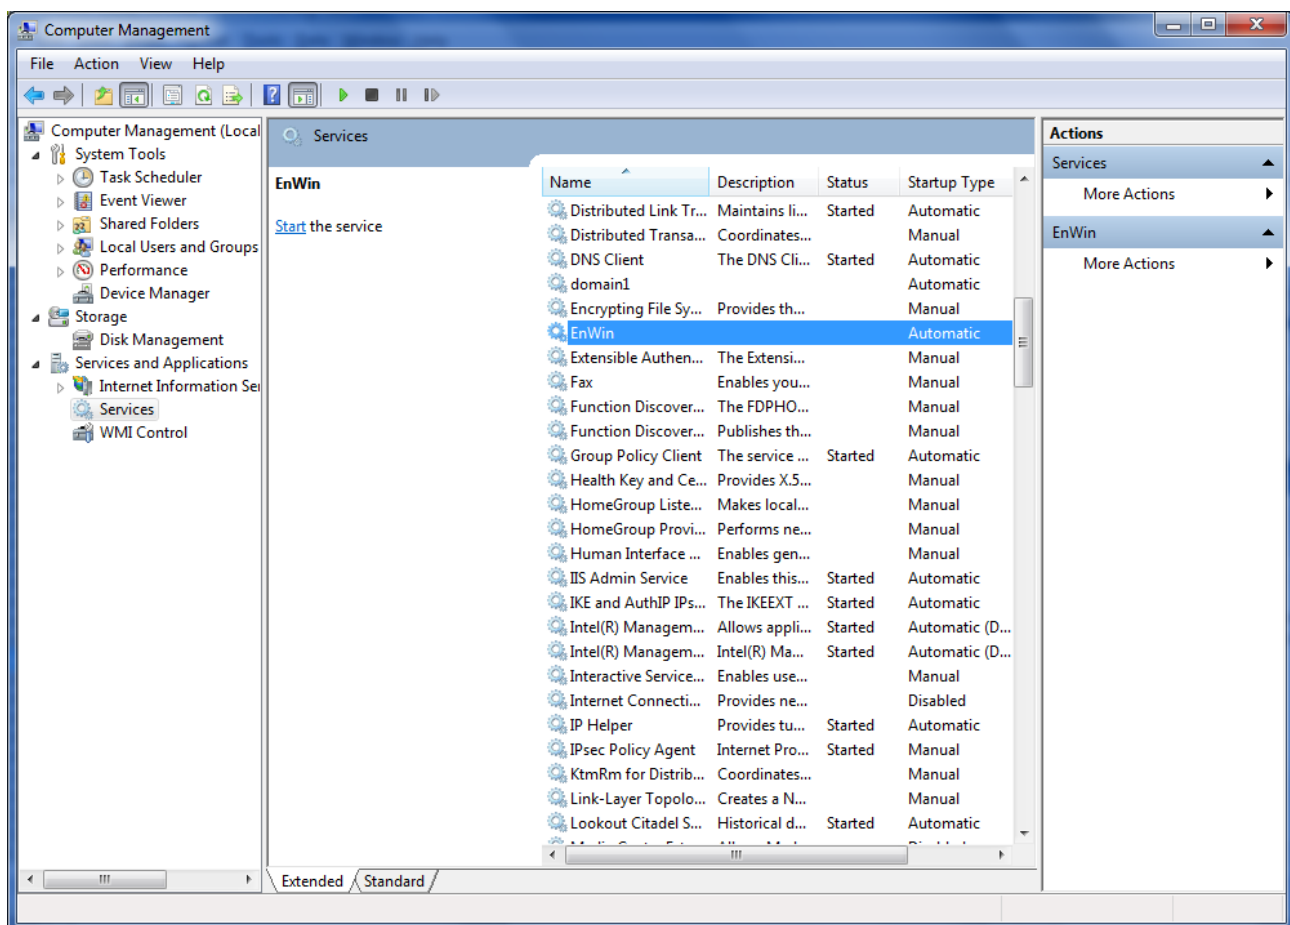 Computer Management
File Action View Help
Computer Management (Local
System Tools
Task Scheduler
Event Viewer
Shared Folders
Local Users and Groups
Performance
Device Manager
Storage
Disk Management
Services and Applications
Internet Information Ser
Services
WMI Control
Services
EnWin
Start the service
Name Description Status Startup Type
Distributed Link Tr... Maintains li... Started Automatic
Distributed Transa... Coordinates... Manual
DNS Client The DNS Cli... Started Automatic
domain1 Automatic
Encrypting File Sy... Provides th... Manual
EnWin Automatic
Extensible Authen... The Extensi... Manual
Fax Enables you... Manual
Function Discover... The FDPHO... Manual
Function Discover... Publishes th... Manual
Group Policy Client The service ... Started Automatic
Health Key and Ce... Provides X.5... Manual
HomeGroup Liste... Makes local... Manual
HomeGroup Provi... Performs ne... Manual
Human Interface ... Enables gen... Manual
IIS Admin Service Enables this... Started Automatic
IKE and AuthIP IPs... The IKEEXT ... Started Automatic
Intel(R) Managem... Allows appli... Started Automatic (D...
Intel(R) Managem... Intel(R) Ma... Started Automatic (D...
Interactive Service... Enables use... Manual
Internet Connecti... Provides ne... Disabled
IP Helper Provides tu... Started Automatic
IPsec Policy Agent Internet Pro... Started Manual
KtmRm for Distrib... Coordinates... Manual
Link-Layer Topolo... Creates a N... Manual
Lookout Citadel S... Historical d... Started Automatic
Extended Standard
Actions
Services
More Actions
EnWin
More Actions